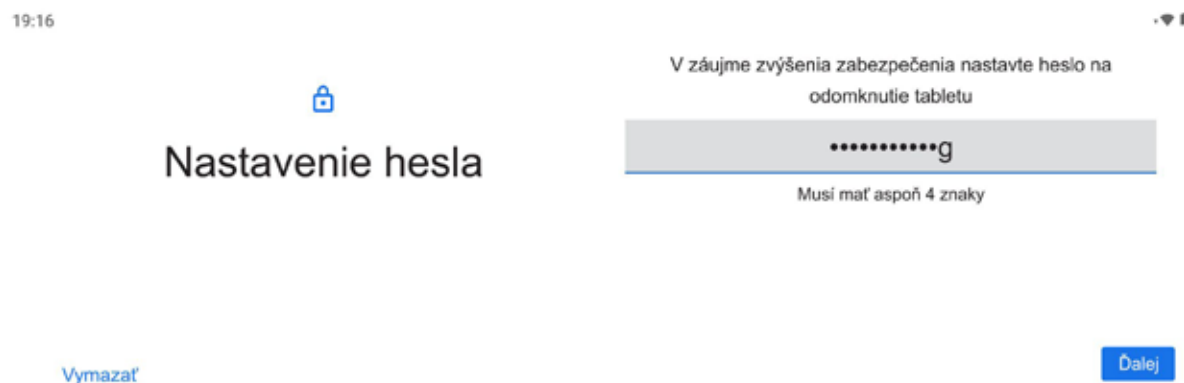 19:16
Nastavenie hesla
V záujme zvýšenia zabezpečenia nastavte heslo na
odomknutie tabletu
•••••••••••g
Musí mať aspoň 4 znaky
Vymazať
Ďalej